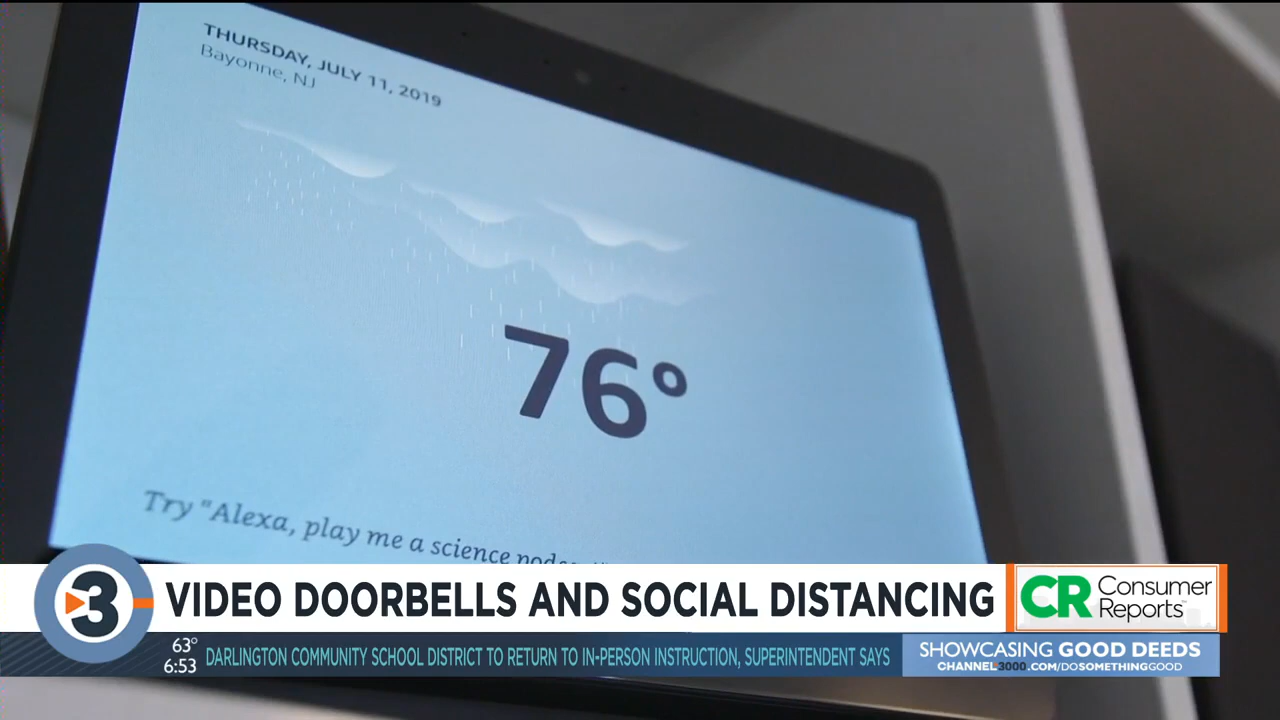 THURSDAY, JULY 11, 2019
Bayonne, NJ
76°
Try "Alexa, play me a science
3
VIDEO DOORBELLS AND SOCIAL DISTANCING
CR Consumer
Reports
63°
6:53
DARLINGTON COMMUNITY SCHOOL DISTRICT TO RETURN TO IN-PERSON INSTRUCTION, SUPERINTENDENT SAYS
SHOWCASING GOOD DEEDS
CHANNEL3000.COM/DOSOMETHINGGOOD